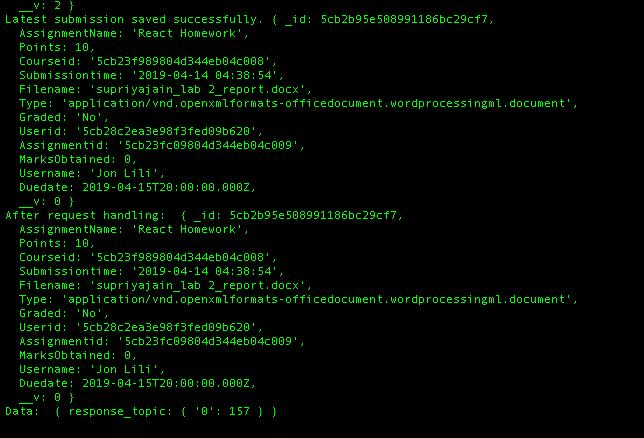 __v: 2 }
Latest submission saved successfully. { _id: 5cb2b95e508991186bc29cf7,
AssignmentName: 'React Homework',
Points: 10,
Courseid: '5cb23f989804d344eb04c008',
Submissiontime: '2019-04-14 04:38:54',
Filename: 'supriyajain_lab 2_report.docx',
Type: 'application/vnd.openxmlformats-officedocument.wordprocessingml.document',
Graded: 'No',
Userid: '5cb28c2ea3e98f3fed09b620',
Assignmentid: '5cb23fc09804d344eb04c009',
MarksObtained: 0,
Username: 'Jon Lili',
Duedate: 2019-04-15T20:00:00.000Z,
__v: 0 }
After request handling:  { _id: 5cb2b95e508991186bc29cf7,
AssignmentName: 'React Homework',
Points: 10,
Courseid: '5cb23f989804d344eb04c008',
Submissiontime: '2019-04-14 04:38:54',
Filename: 'supriyajain_lab 2_report.docx',
Type: 'application/vnd.openxmlformats-officedocument.wordprocessingml.document',
Graded: 'No',
Userid: '5cb28c2ea3e98f3fed09b620',
Assignmentid: '5cb23fc09804d344eb04c009',
MarksObtained: 0,
Username: 'Jon Lili',
Duedate: 2019-04-15T20:00:00.000Z,
__v: 0 }
Data:  { response_topic: { '0': 157 } }